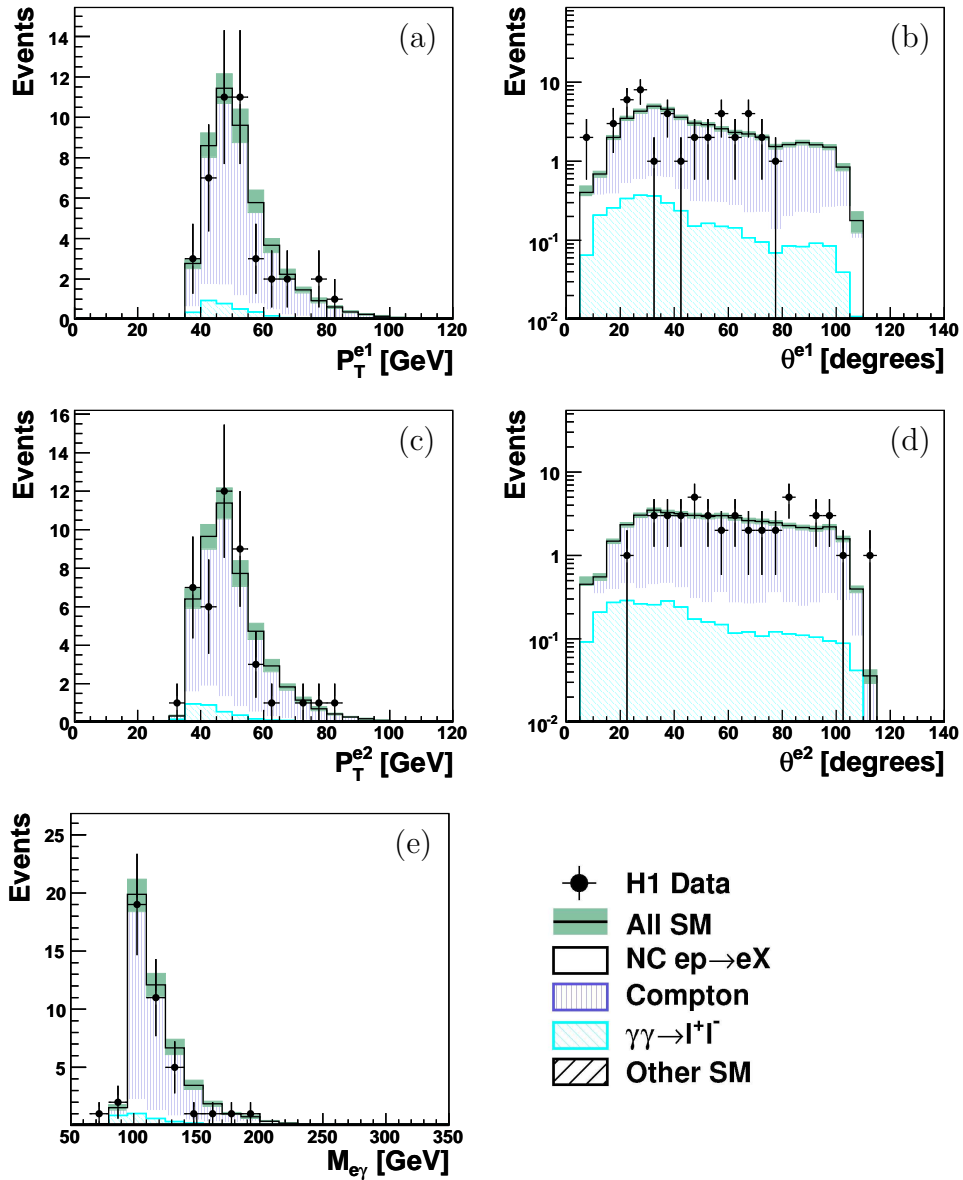 (a)
Events
14
12
10
8
6
4
2
0
0 20 40 60 80 100 120
P_T^e1 [GeV]
(b)
Events
10
1
10^-1
10^-2
0 20 40 60 80 100 120 140
θ^e1 [degrees]
(c)
Events
16
14
12
10
8
6
4
2
0
0 20 40 60 80 100 120
P_T^e2 [GeV]
(d)
Events
10
1
10^-1
10^-2
0 20 40 60 80 100 120 140
θ^e2 [degrees]
(e)
Events
25
20
15
10
5
50 100 150 200 250 300 350
M_eγ [GeV]
H1 Data
All SM
NC ep→eX
Compton
γγ→l^+l^-
Other SM